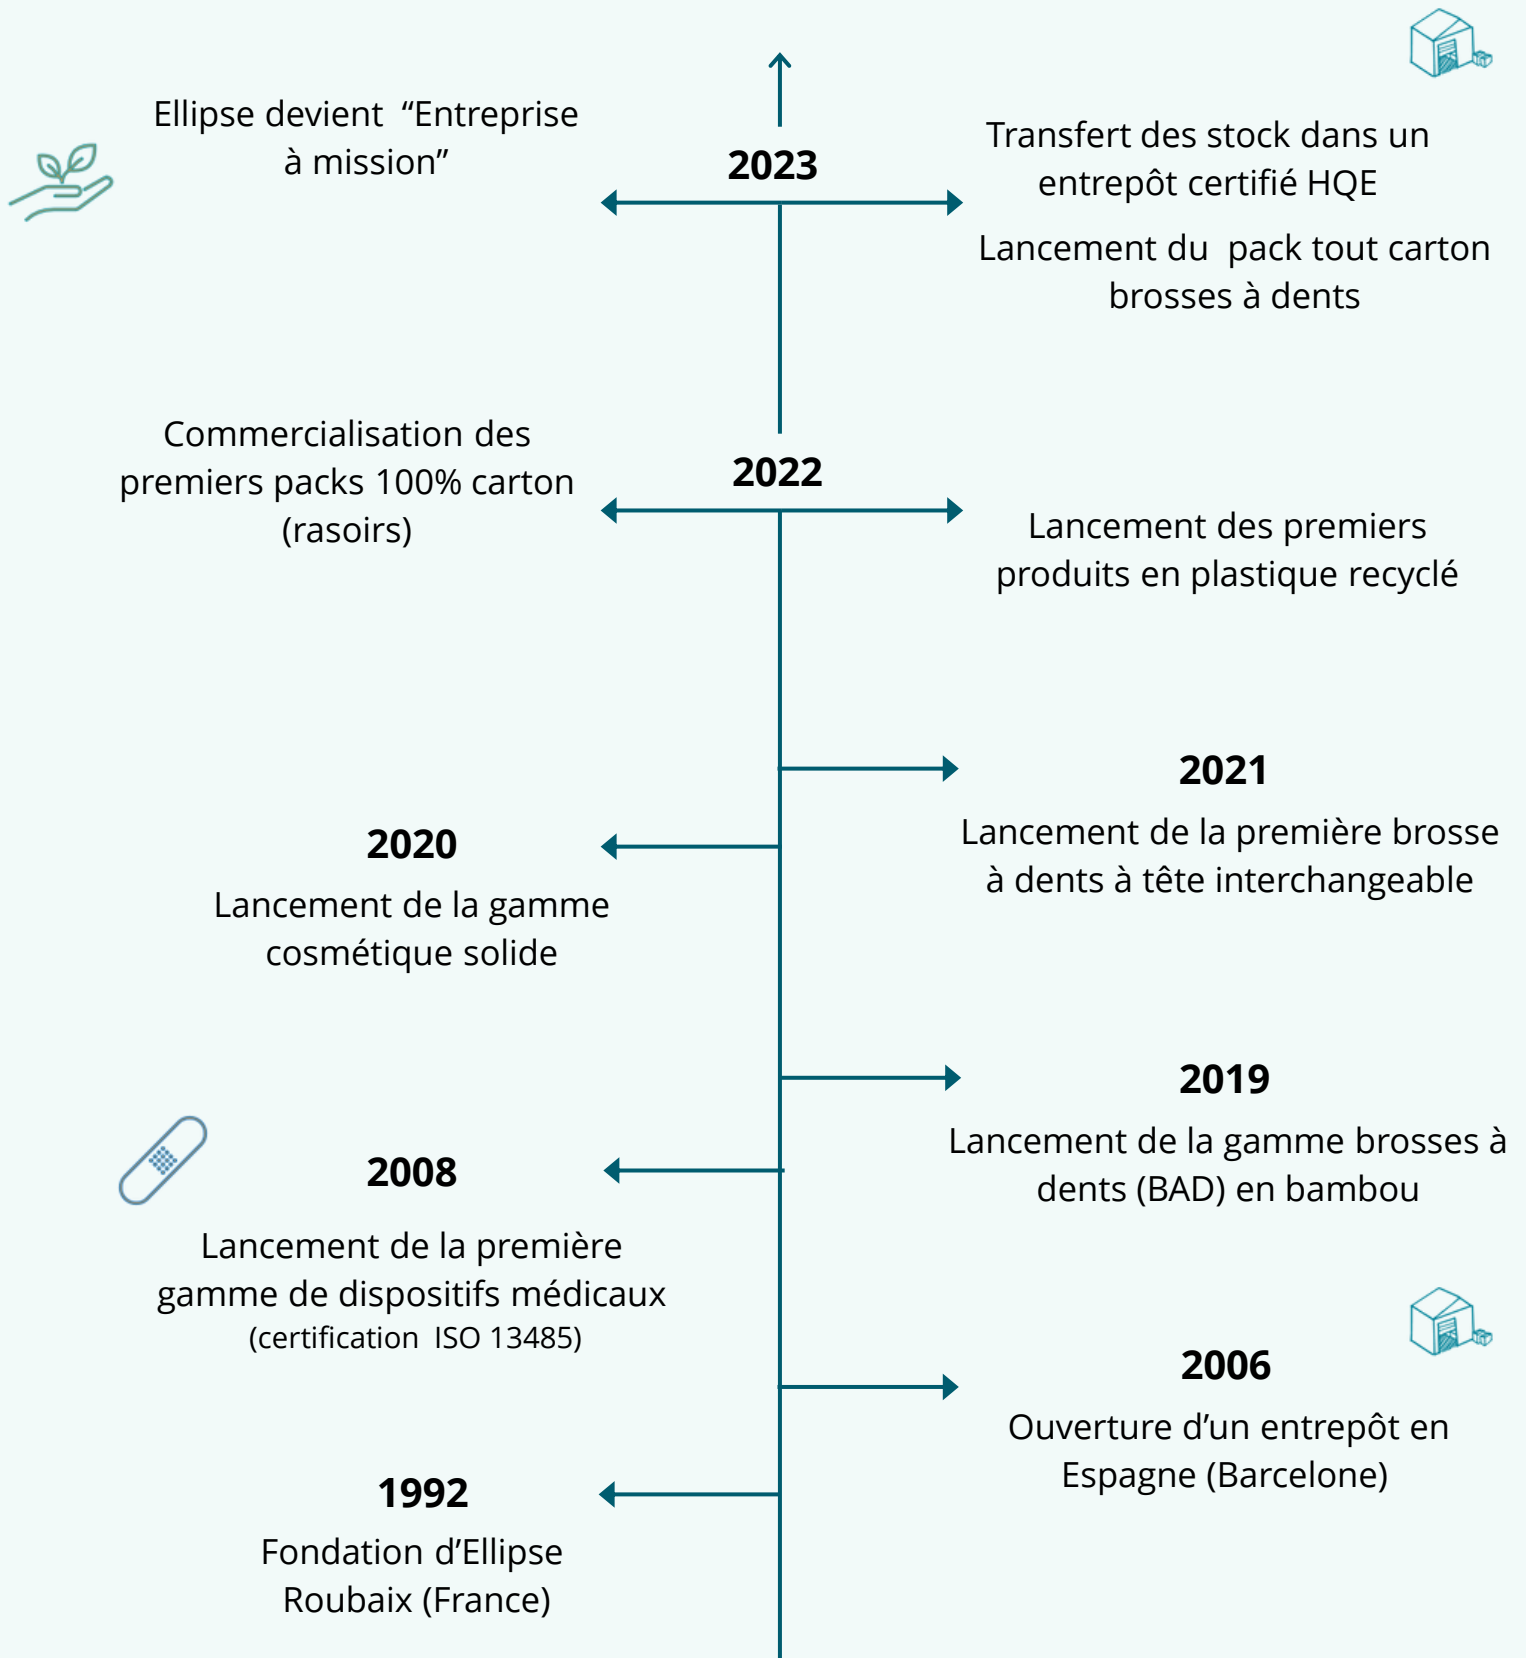 Ellipse devient “Entreprise
à mission”
2023
Transfert des stock dans un
entrepôt certifié HQE
Lancement du pack tout carton
brosses à dents
Commercialisation des
premiers packs 100% carton
(rasoirs)
2022
Lancement des premiers
produits en plastique recyclé
2021
Lancement de la première brosse
à dents à tête interchangeable
2020
Lancement de la gamme
cosmétique solide
2019
Lancement de la gamme brosses à
dents (BAD) en bambou
2008
Lancement de la première
gamme de dispositifs médicaux
(certification ISO 13485)
2006
Ouverture d’un entrepôt en
Espagne (Barcelone)
1992
Fondation d’Ellipse
Roubaix (France)